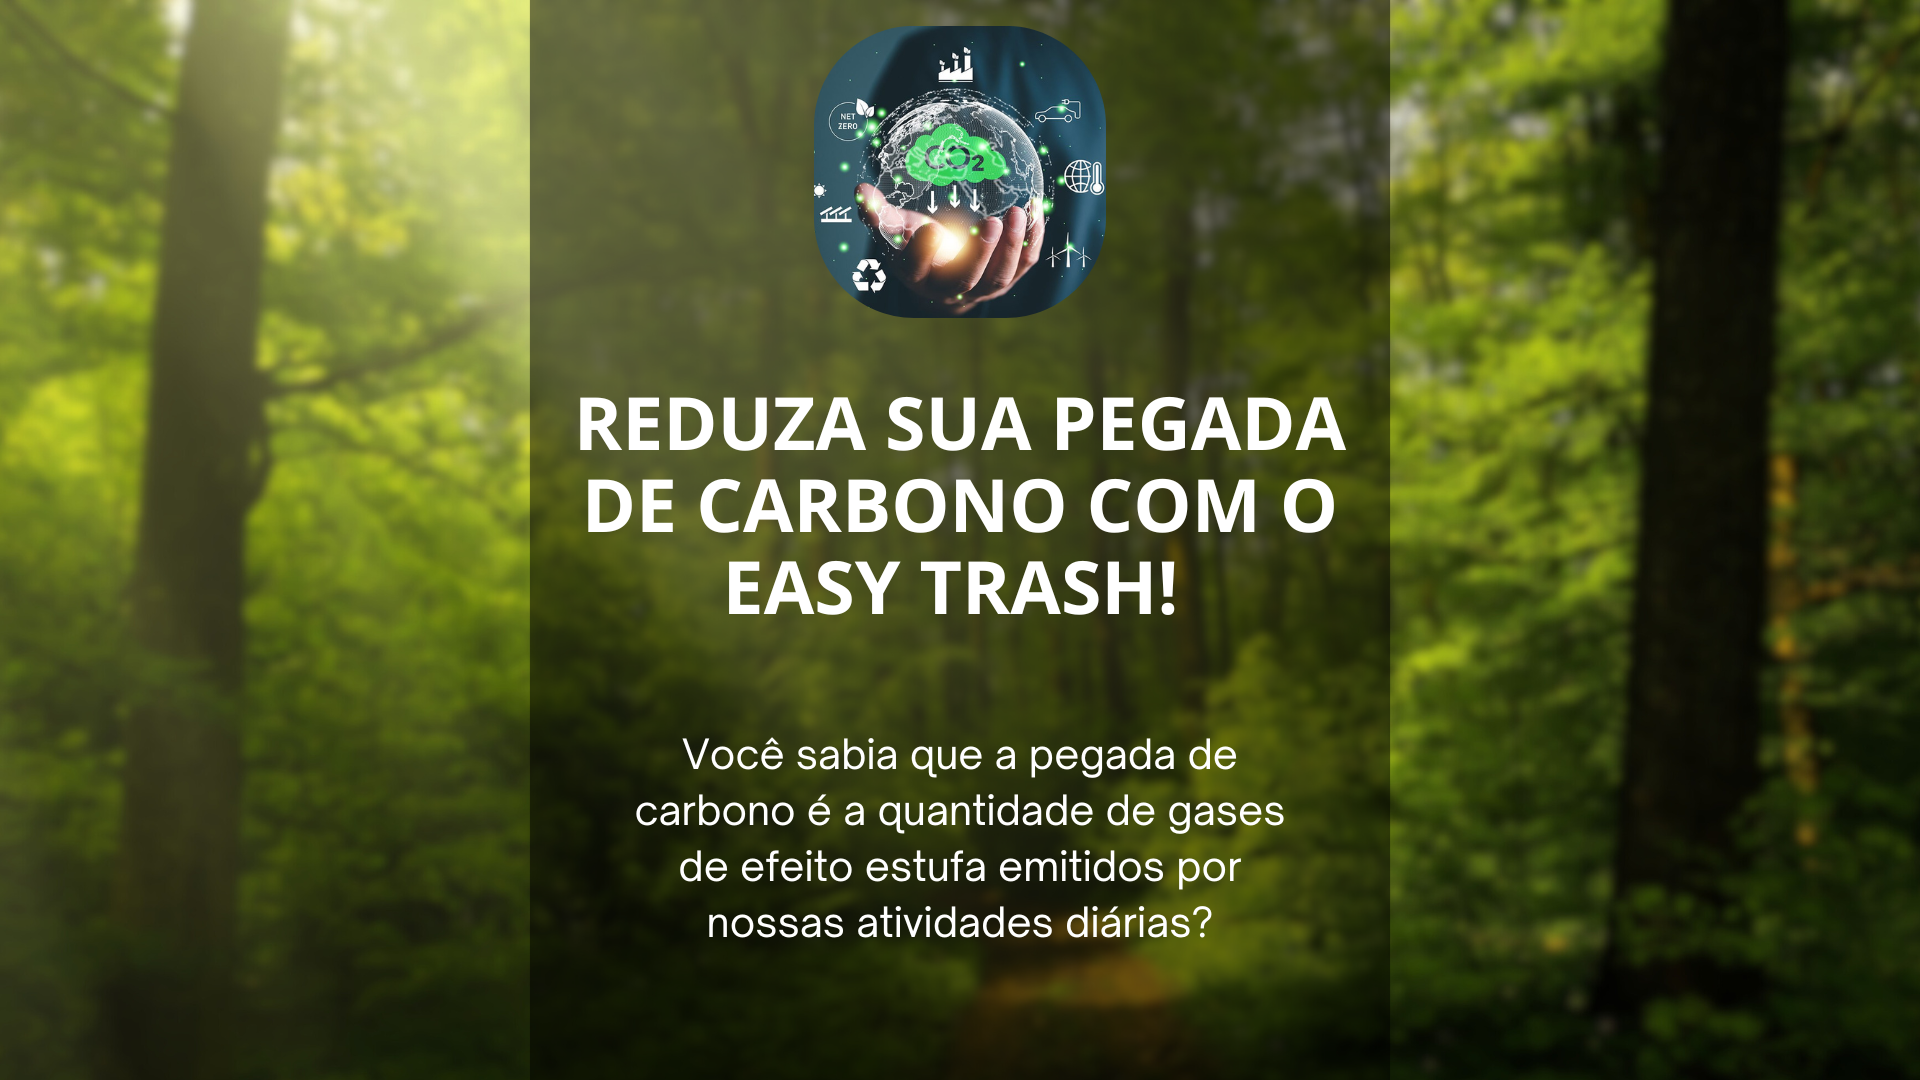 NET
ZERO
CO2
REDUZA SUA PEGADA
DE CARBONO COM O
EASY TRASH!
Você sabia que a pegada de
carbono é a quantidade de gases
de efeito estufa emitidos por
nossas atividades diárias?